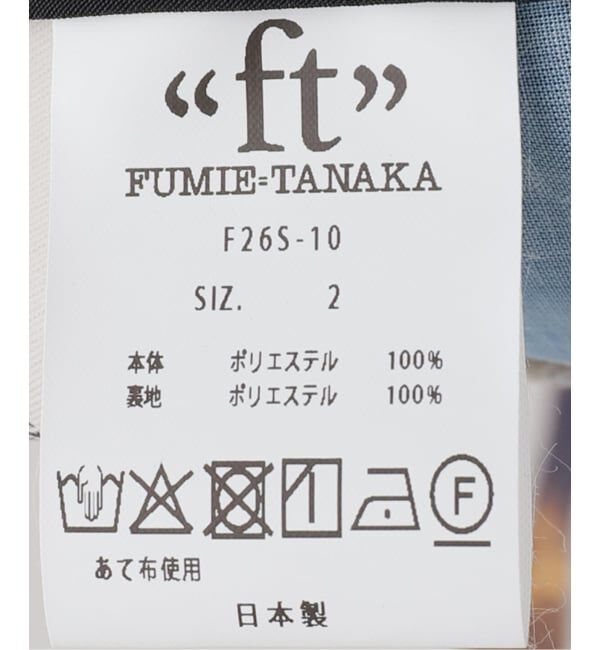 “ft”
FUMIE=TANAKA
F26S-10
SIZ. 2
本体 ポリエステル 100%
裏地 ポリエステル 100%
F
あて布使用
日本製